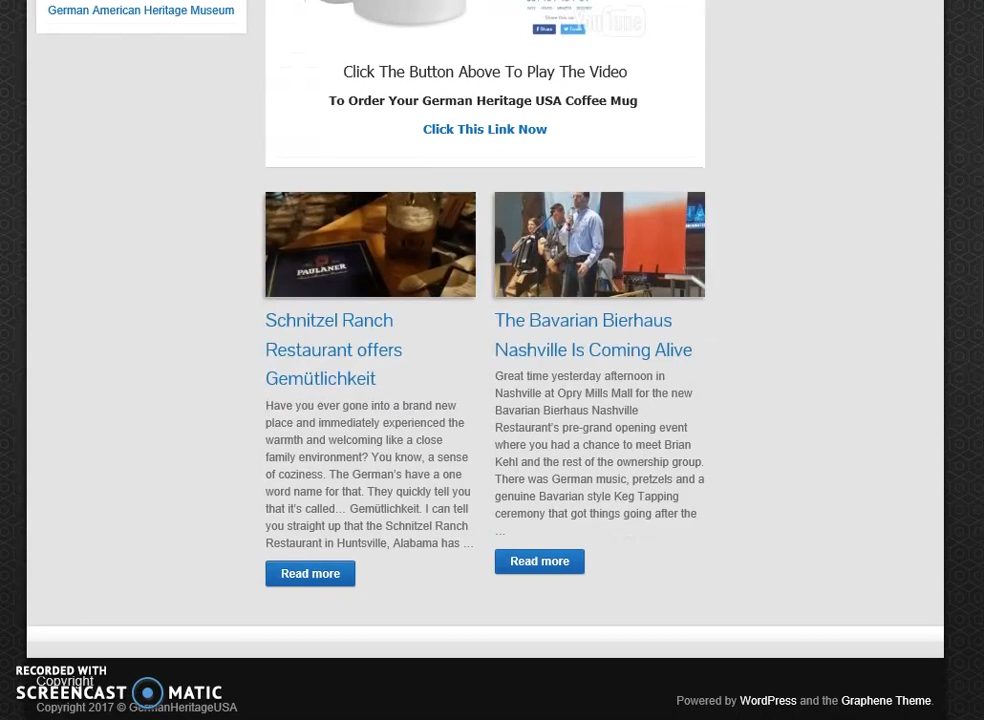 German American Heritage Museum
YouTube
Share
Click The Button Above To Play The Video
To Order Your German Heritage USA Coffee Mug
Click This Link Now
PAULANER
Schnitzel Ranch
Restaurant offers
Gemütlichkeit
Have you ever gone into a brand new
place and immediately experienced the
warmth and welcoming like a close
family environment? You know, a sense
of coziness. The German's have a one
word name for that. They quickly tell you
that it's called… Gemütlichkeit. I can tell
you straight up that the Schnitzel Ranch
Restaurant in Huntsville, Alabama has …
Read more
The Bavarian Bierhaus
Nashville Is Coming Alive
Great time yesterday afternoon in
Nashville at Opry Mills Mall for the new
Bavarian Bierhaus Nashville
Restaurant's pre-grand opening event
where you had a chance to meet Brian
Kehl and the rest of the ownership group.
There was German music, pretzels and a
genuine Bavarian style Keg Tapping
ceremony that got things going after the
…
Read more
RECORDED WITH
SCREENCAST MATIC
Copyright
Copyright 2017 © GermanHeritageUSA
Powered by WordPress and the Graphene Theme.